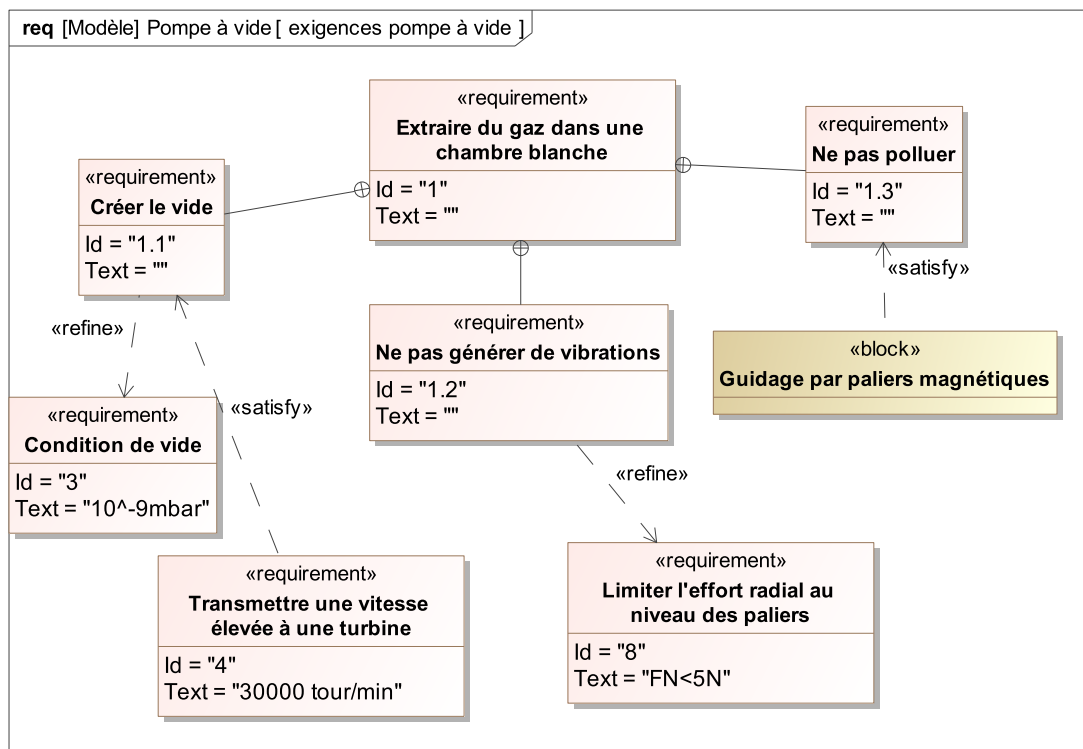 req [Modèle] Pompe à vide [ exigences pompe à vide ]
«requirement»
Extraire du gaz dans une
chambre blanche
Id = "1"
Text = ""
«requirement»
Ne pas polluer
Id = "1.3"
Text = ""
«requirement»
Créer le vide
Id = "1.1"
Text = ""
«satisfy»
«refine»
«requirement»
Ne pas générer de vibrations
Id = "1.2"
Text = ""
«block»
Guidage par paliers magnétiques
«satisfy»
«requirement»
Condition de vide
Id = "3"
Text = "10^-9mbar"
«refine»
«requirement»
Transmettre une vitesse
élevée à une turbine
Id = "4"
Text = "30000 tour/min"
«requirement»
Limiter l'effort radial au
niveau des paliers
Id = "8"
Text = "FN<5N"